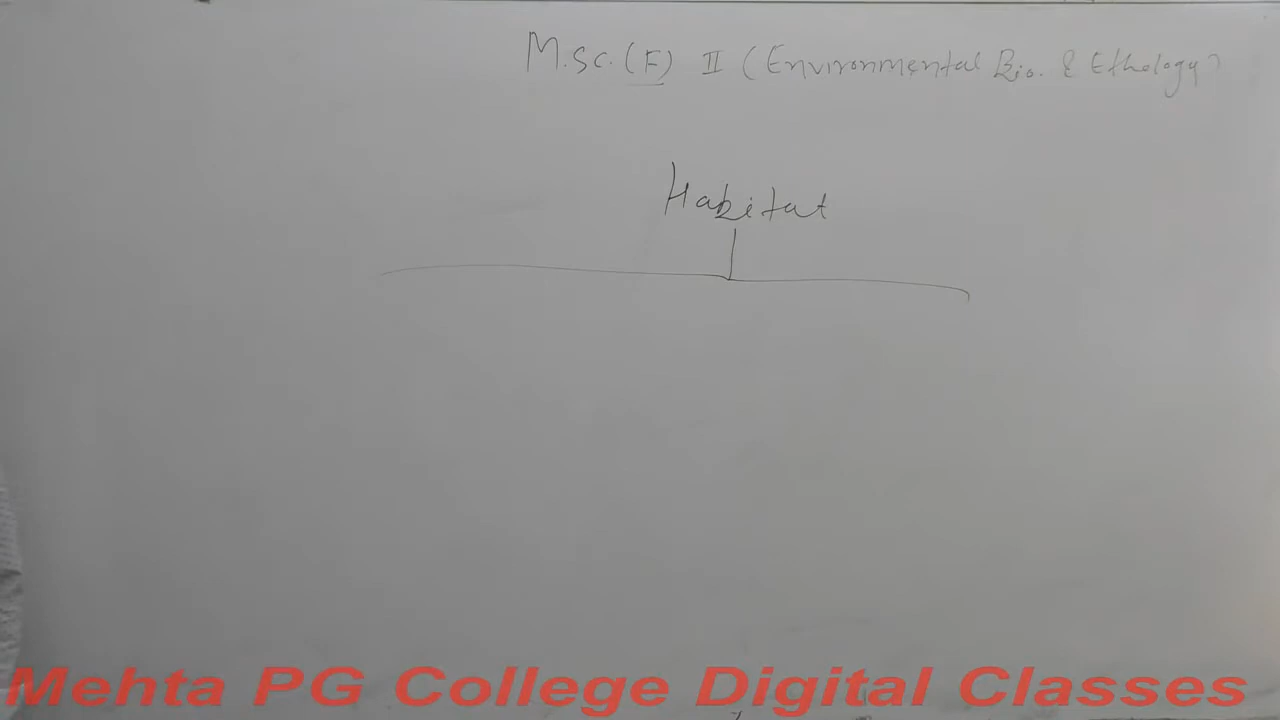 M.Sc. (F) II (Environmental Bio. & Ethology)
Habitat
Mehta PG College Digital Classes